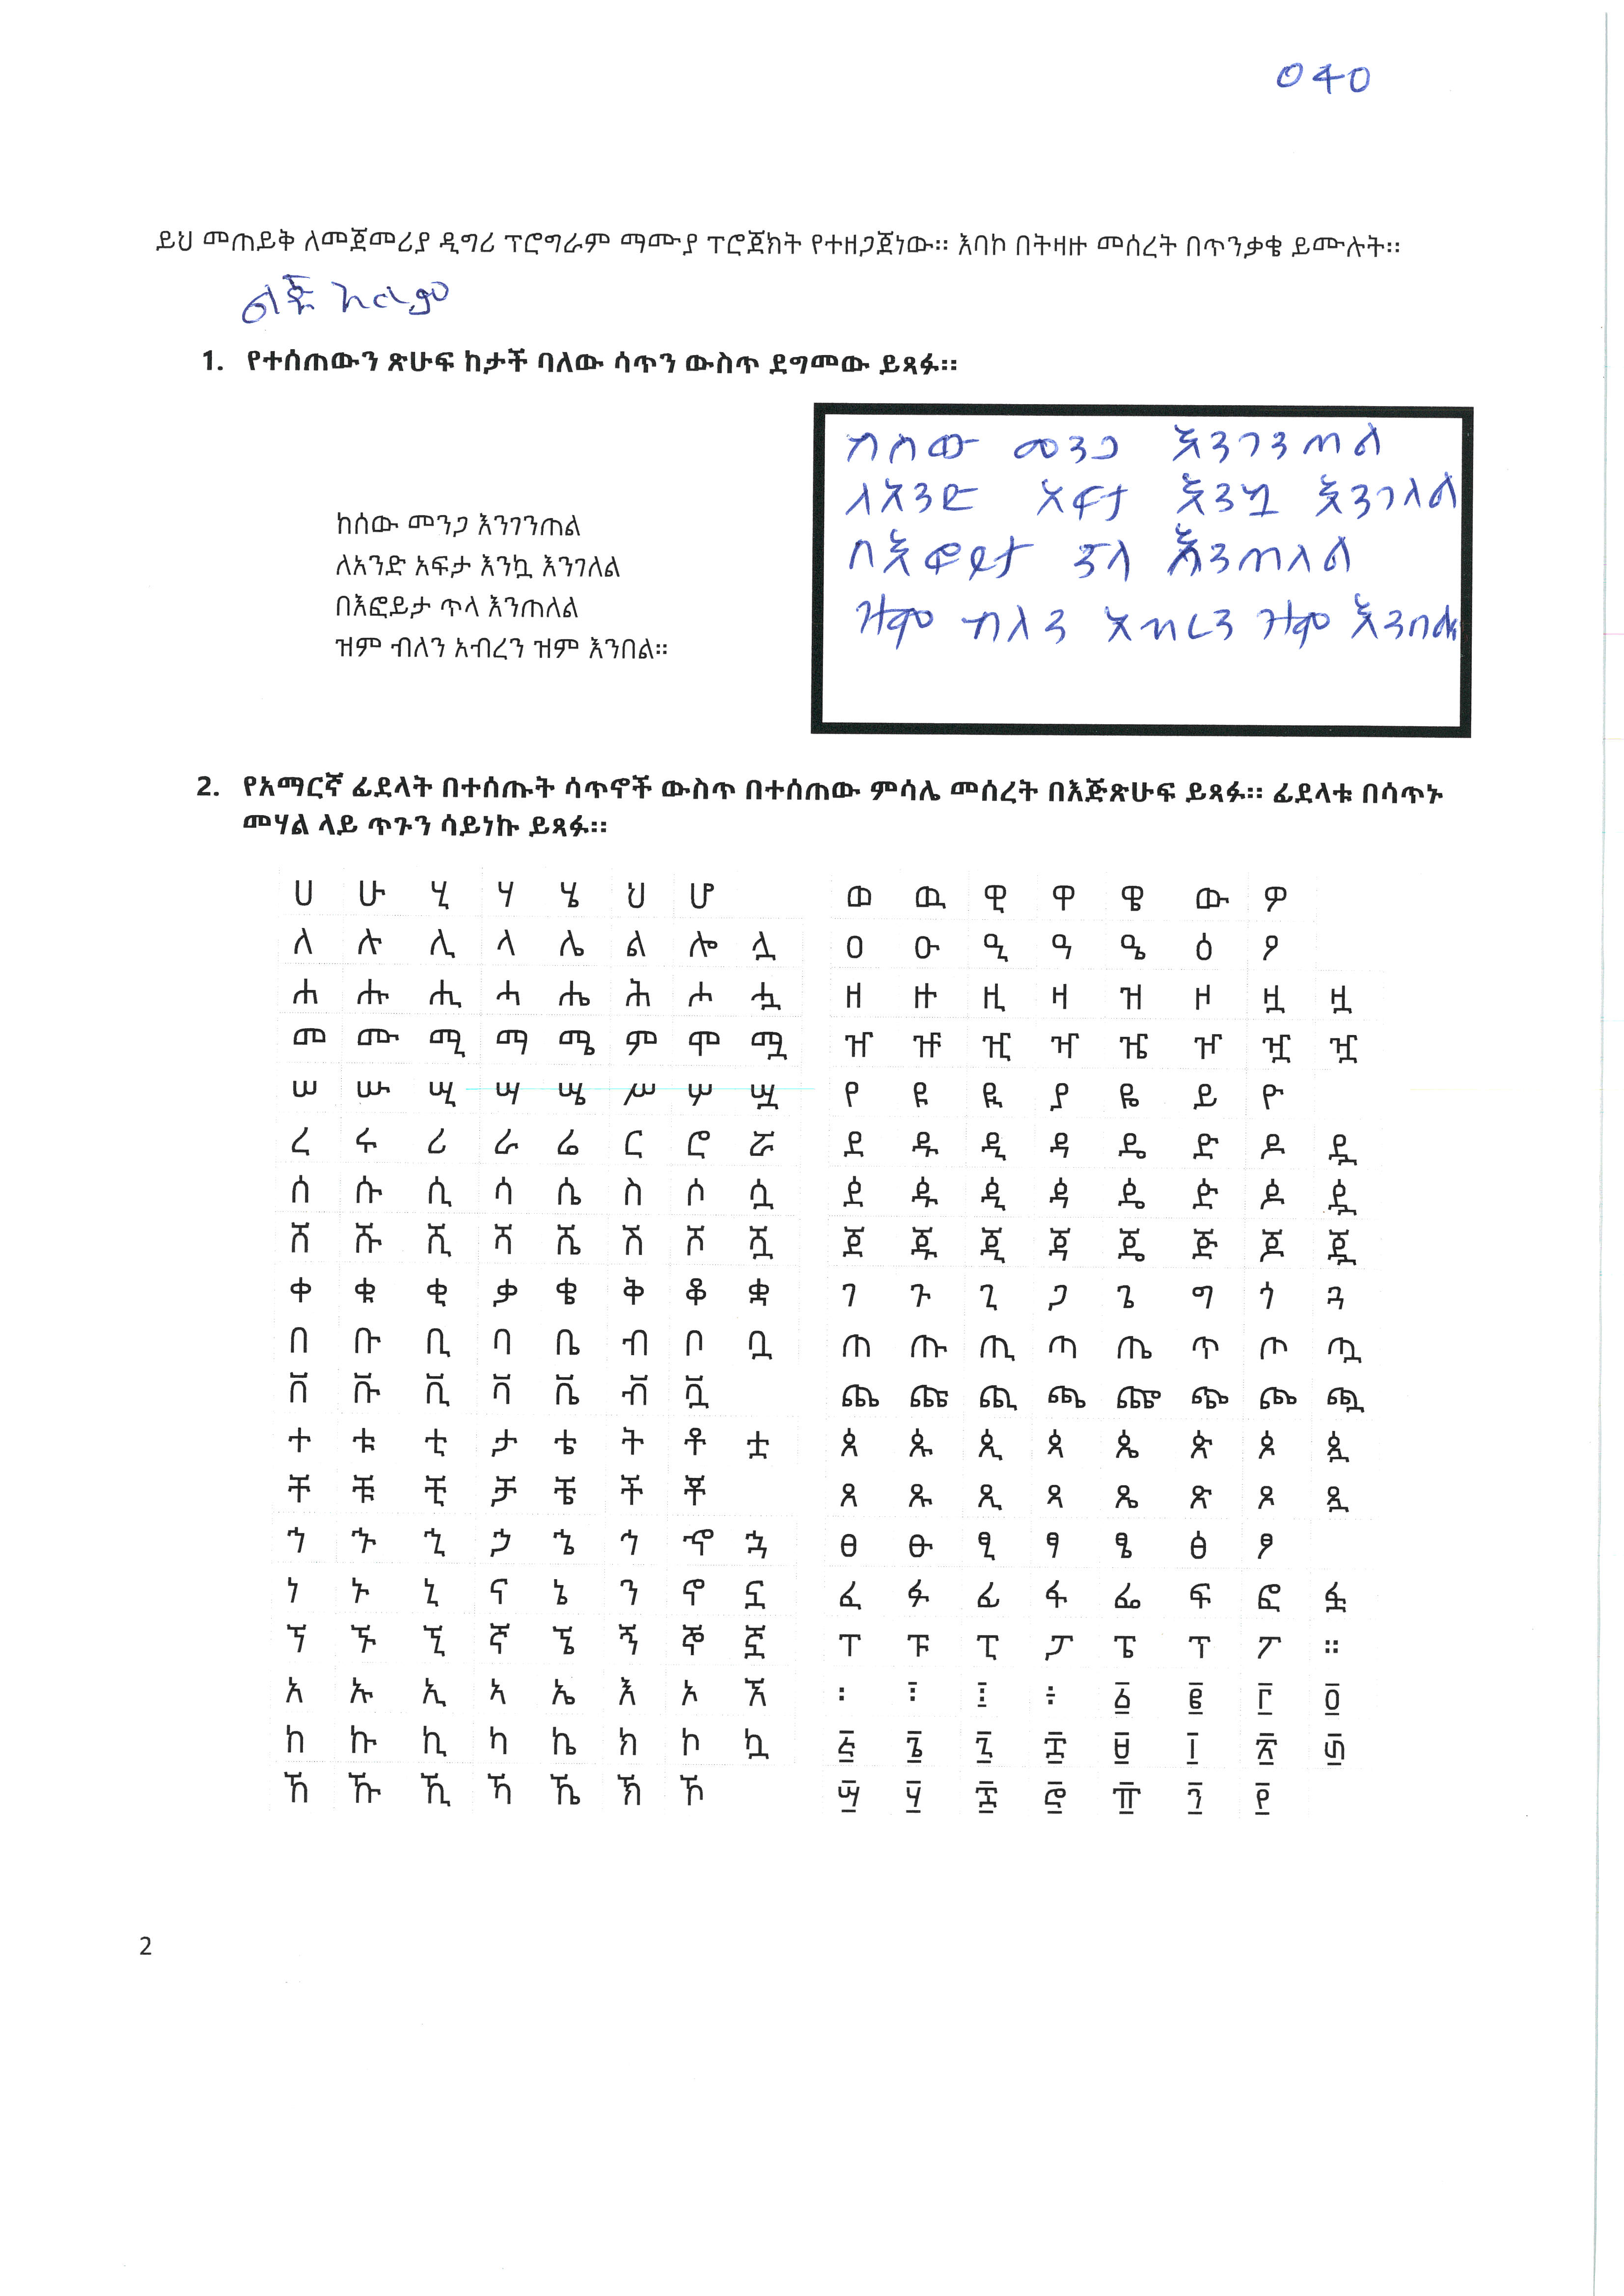 040
ይህ መጠይቅ ለመጀመሪያ ዲግሪ ፕሮግራም ማሙያ ፕሮጀክት የተዘጋጀነው። እባኮ በትዛዙ መሰረት በጥንቃቄ ይሙሉት።
ልጅ
1. የተሰጠውን ጽሁፍ ከታች ባለው ሳጥን ውስጥ ደግመው ይጻፉ።
ከሰው መንጋ እንገንጠል
ለአንድ አፍታ እንኳ እንገለል
በእፎይታ ጥላ እንጠለል
ዝም ብለን አብረን ዝም እንበል።
ከሰው መንጋ እንገንጠል
ለአንድ አፍታ እንኳ እንገለል
በእፎይታ ጥላ እንጠለል
ዝም ብለን አብረን ዝም እንበል
2. የአማርኛ ፊደላት በተሰጡት ሳጥኖች ውስጥ በተሰጠው ምሳሌ መሰረት በእጅጽሁፍ ይጻፉ። ፊደላቱ በሳጥኑ
መሃል ላይ ጥጉን ሳይነኩ ይጻፉ።
ሀ ሁ ሂ ሃ ሄ ህ ሆ ወ ዉ ዊ ዋ ዌ ው ዎ
ለ ሉ ሊ ላ ሌ ል ሎ ሏ ዐ ዑ ዒ ዓ ዔ ዕ ዖ
ሐ ሑ ሒ ሓ ሔ ሕ ሖ ሗ ዘ ዙ ዚ ዛ ዝ ዞ ዟ ዟ
መ ሙ ሚ ማ ሜ ም ሞ ሟ ዠ ዡ ዢ ዣ ዤ ዦ ዧ ዧ
ሠ ሡ ሢ ሣ ሤ ሥ ሦ ሧ የ ዩ ዪ ያ ዬ ይ ዮ
ረ ሩ ሪ ራ ሬ ር ሮ ሯ ደ ዱ ዲ ዳ ዴ ድ ዶ ዷ
ሰ ሱ ሲ ሳ ሴ ስ ሶ ሷ ዸ ዹ ዺ ዻ ዼ ዽ ዾ ዿ
ሸ ሹ ሺ ሻ ሼ ሽ ሾ ሿ ጀ ጁ ጂ ጃ ጄ ጅ ጆ ጇ
ቀ ቁ ቂ ቃ ቄ ቅ ቆ ቋ ገ ጉ ጊ ጋ ጌ ግ ጎ ጓ
በ ቡ ቢ ባ ቤ ብ ቦ ቧ ጠ ጡ ጢ ጣ ጤ ጥ ጦ ጧ
ቨ ቩ ቪ ቫ ቬ ቭ ቯ ጨ ጩ ጪ ጫ ጬ ጭ ጮ ጯ
ተ ቱ ቲ ታ ቴ ት ቶ ቷ ጰ ጱ ጲ ጳ ጴ ጵ ጶ ጷ
ቸ ቹ ቺ ቻ ቼ ች ቾ ጸ ጹ ጺ ጻ ጼ ጽ ጾ ጿ
ኀ ኁ ኂ ኃ ኄ ኅ ኆ ኋ ፀ ፁ ፂ ፃ ፄ ፅ ፆ
ነ ኑ ኒ ና ኔ ን ኖ ኗ ፈ ፉ ፊ ፋ ፌ ፍ ፎ ፏ
ኘ ኙ ኚ ኛ ኜ ኝ ኞ ኟ ፐ ፑ ፒ ፓ ፔ ፕ ፖ ።
አ ኡ ኢ ኣ ኤ እ ኦ ኧ ፡ ፣ ፤ ÷ ፩ ፪ ፫ ፬
ከ ኩ ኪ ካ ኬ ክ ኮ ኳ ፭ ፮ ፯ ፰ ፱ ፲ ፳ ፴
ኸ ኹ ኺ ኻ ኼ ኽ ኾ ፵ ፶ ፷ ፸ ፹ ፺ ፻
2